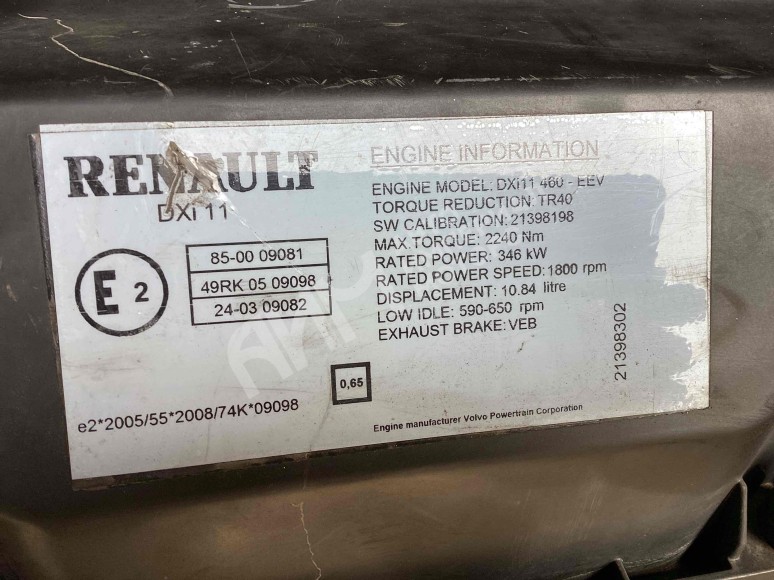 RENAULT
DXi 11
E 2
85-00 09081
49RK 05 09098
24-03 09082
0,65
e2*2005/55*2008/74K*09098
ENGINE INFORMATION
ENGINE MODEL: DXi11 460 - EEV
TORQUE REDUCTION: TR40
SW CALIBRATION: 21398198
MAX.TORQUE: 2240 Nm
RATED POWER: 346 kW
RATED POWER SPEED: 1800 rpm
DISPLACEMENT: 10.84 litre
LOW IDLE: 590-650 rpm
EXHAUST BRAKE: VEB
Engine manufacturer Volvo Powertrain Corporation
21398302